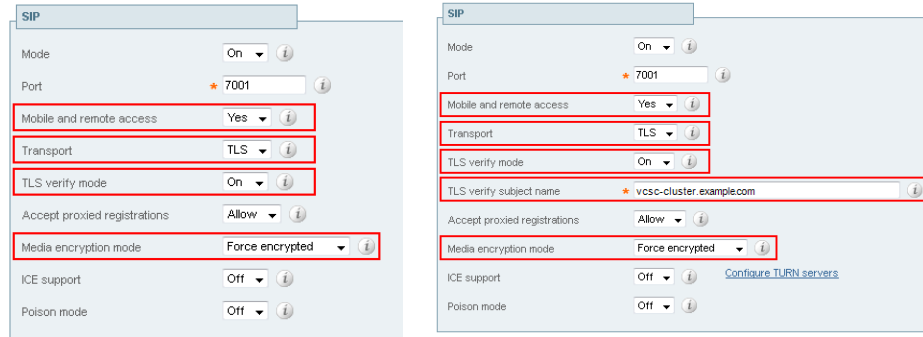 SIP
Mode On i
Port * 7001 i
Mobile and remote access Yes i
Transport TLS i
TLS verify mode On i
Accept proxied registrations Allow i
Media encryption mode Force encrypted i
ICE support Off i
Poison mode Off i
SIP
Mode On i
Port * 7001 i
Mobile and remote access Yes i
Transport TLS i
TLS verify mode On i
TLS verify subject name * vcsc-cluster.example.com i
Accept proxied registrations Allow i
Media encryption mode Force encrypted i
ICE support Off i Configure TURN servers
Poison mode Off i